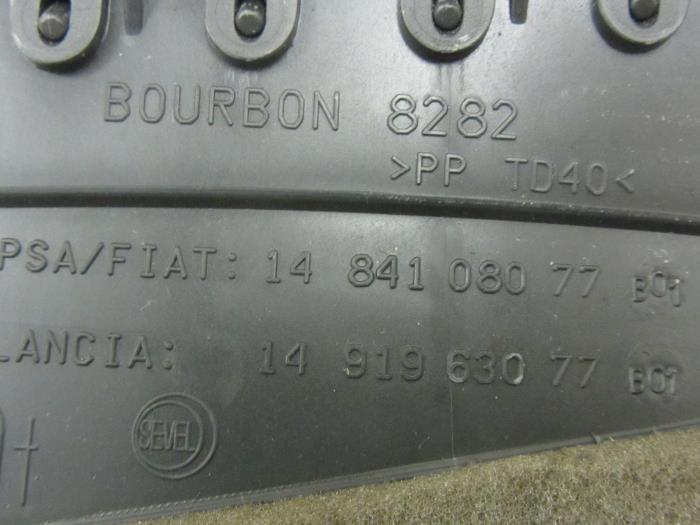 BOURBON 8282
>PP TD40<
PSA/FIAT: 14 841 080 77 B01
LANCIA: 14 919 630 77 B01
SEVEL